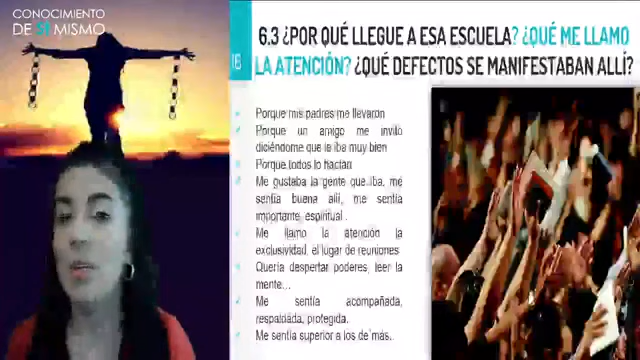 CONOCIMIENTO
DE SÍ MISMO
6.3 ¿POR QUÉ LLEGUE A ESA ESCUELA? ¿QUÉ ME LLAMO
LA ATENCIÓN? ¿QUÉ DEFECTOS SE MANIFESTABAN ALLÍ?
Porque mis padres me llevaron
Porque un amigo me invito
diciéndome que le iba muy bien
Porque todos lo hacían
Me gustaba la gente que iba, me
sentía buena allí, me sentía
importante, espiritual.
Me llamo la atención la
exclusividad, el lugar de reuniones
Quería despertar poderes, leer la
mente...
Me sentía acompañada,
respaldada, protegida.
Me sentía superior a los demás.